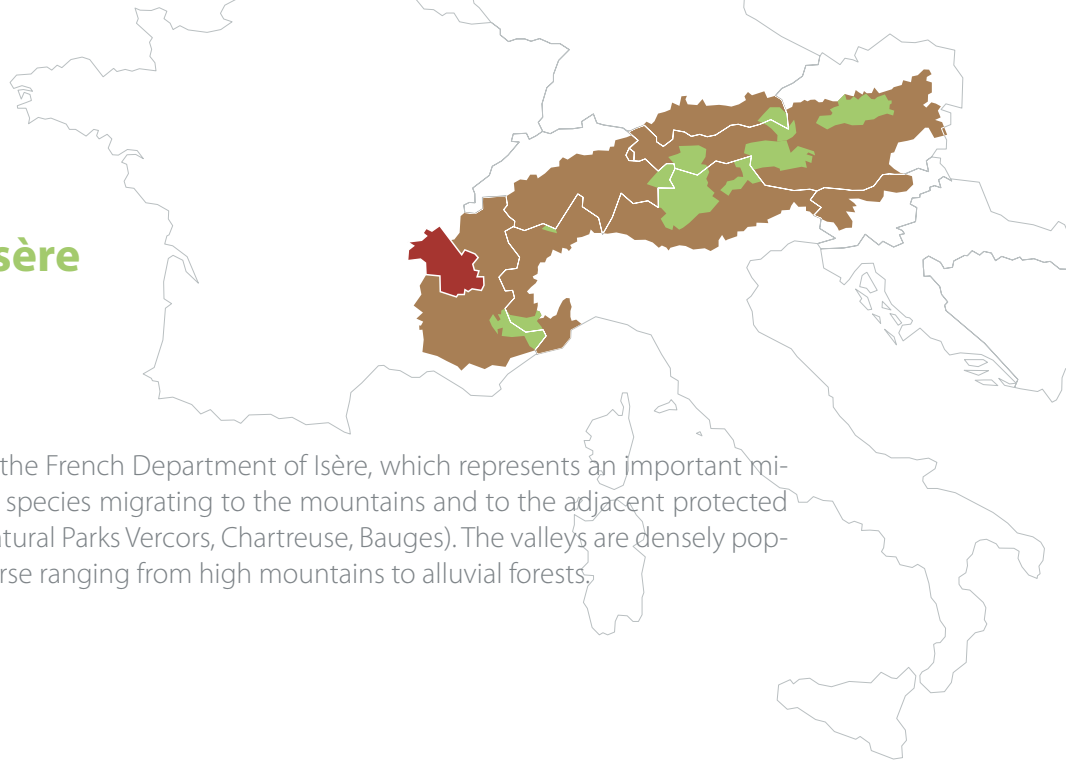 sère
the French Department of Isère, which represents an important mi-
species migrating to the mountains and to the adjacent protected
tural Parks Vercors, Chartreuse, Bauges). The valleys are densely pop-
rse ranging from high mountains to alluvial forests.